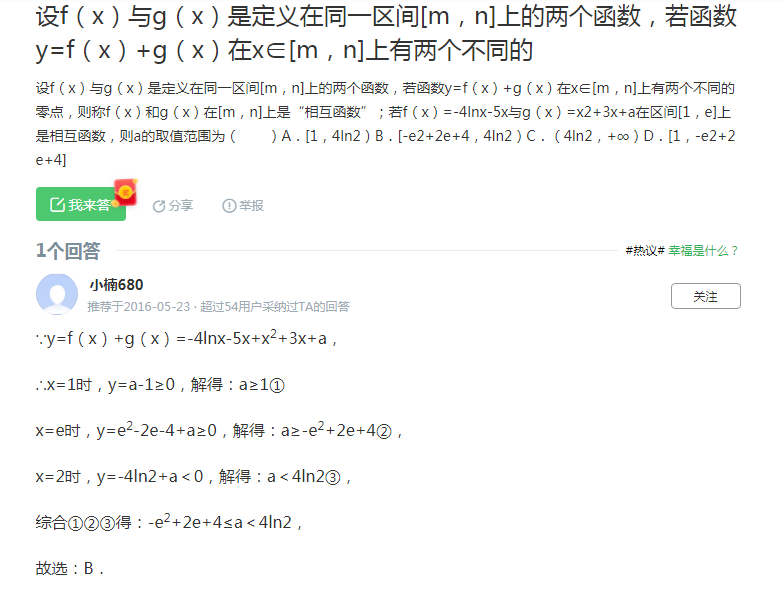 设f（x）与g（x）是定义在同一区间[m，n]上的两个函数，若函数
y=f（x）+g（x）在x∈[m，n]上有两个不同的
设f（x）与g（x）是定义在同一区间[m，n]上的两个函数，若函数y=f（x）+g（x）在x∈[m，n]上有两个不同的
零点，则称f（x）和g（x）在[m，n]上是“相互函数”；若f（x）=-4lnx-5x与g（x）=x2+3x+a在区间[1，e]上
是相互函数，则a的取值范围为（　　）A．[1，4ln2）B．[-e2+2e+4，4ln2）C．（4ln2，+∞）D．[1，-e2+2
e+4]
我来答
奖
分享
举报
1个回答
#热议# 幸福是什么？
小楠680
推荐于2016-05-23 · 超过54用户采纳过TA的回答
关注
∵y=f（x）+g（x）=-4lnx-5x+x²+3x+a，
∴x=1时，y=a-1≥0，解得：a≥1①
x=e时，y=e²-2e-4+a≥0，解得：a≥-e²+2e+4②，
x=2时，y=-4ln2+a＜0，解得：a＜4ln2③，
综合①②③得：-e²+2e+4≤a＜4ln2，
故选：B．